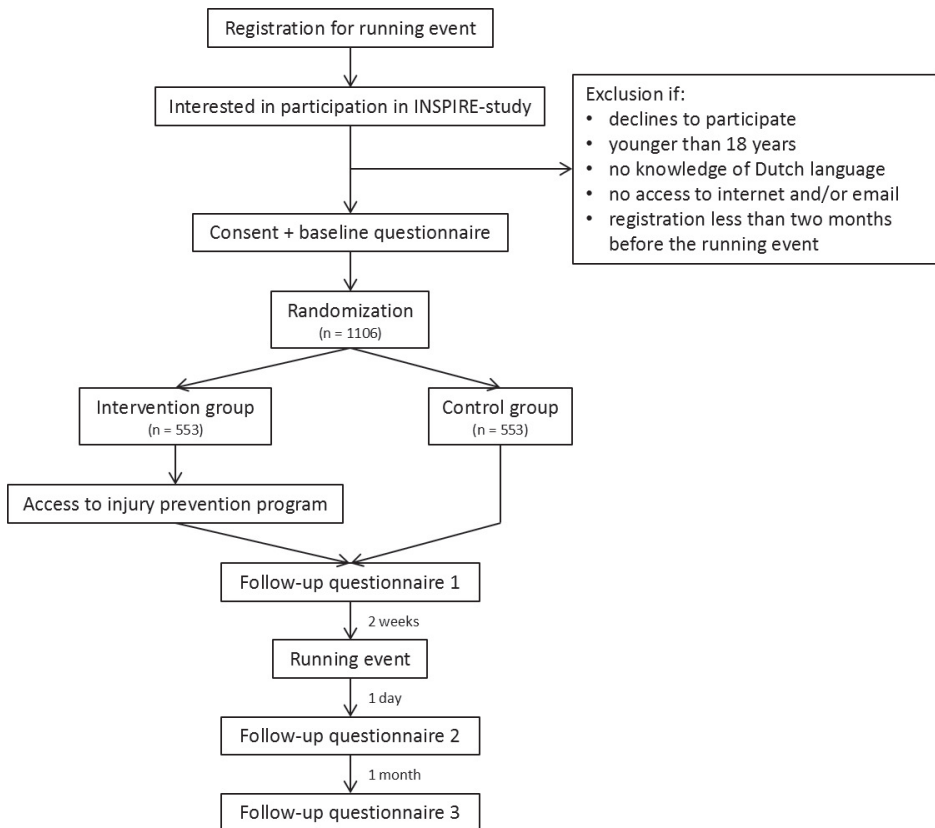 Registration for running event
Interested in participation in INSPIRE-study
Exclusion if:
• declines to participate
• younger than 18 years
• no knowledge of Dutch language
• no access to internet and/or email
• registration less than two months
before the running event
Consent + baseline questionnaire
Randomization
(n = 1106)
Intervention group
(n = 553)
Control group
(n = 553)
Access to injury prevention program
Follow-up questionnaire 1
2 weeks
Running event
1 day
Follow-up questionnaire 2
1 month
Follow-up questionnaire 3